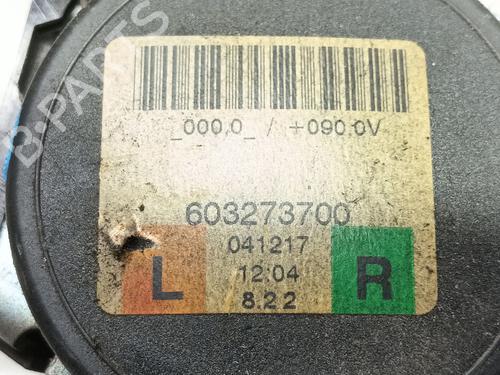 B-PARTS
_000,0_ / +090.0V
603273700
041217
L 12.04 R
8.2 2